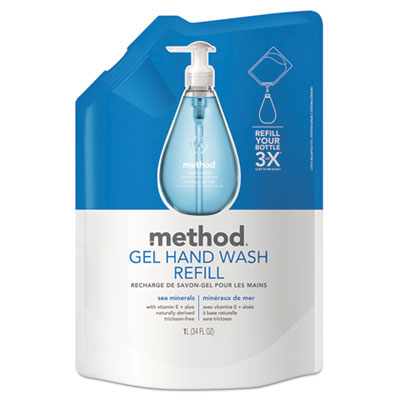 method
REFILL
YOUR
BOTTLE
3-X
method.
GEL HAND WASH
REFILL
RECHARGE DE SAVON-GEL POUR LES MAINS
sea minerals
with vitamin E + aloe
naturally derived
triclosan-free
minéraux de mer
avec vitamine E + aloès
à base naturelle
sans triclosan
1L (34 FL OZ)